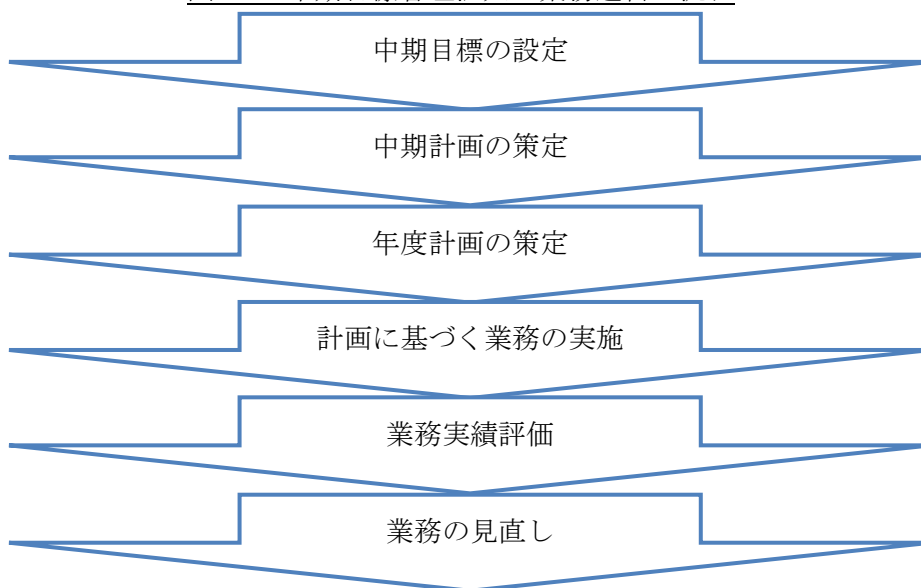 中期目標の設定
中期計画の策定
年度計画の策定
計画に基づく業務の実施
業務実績評価
業務の見直し